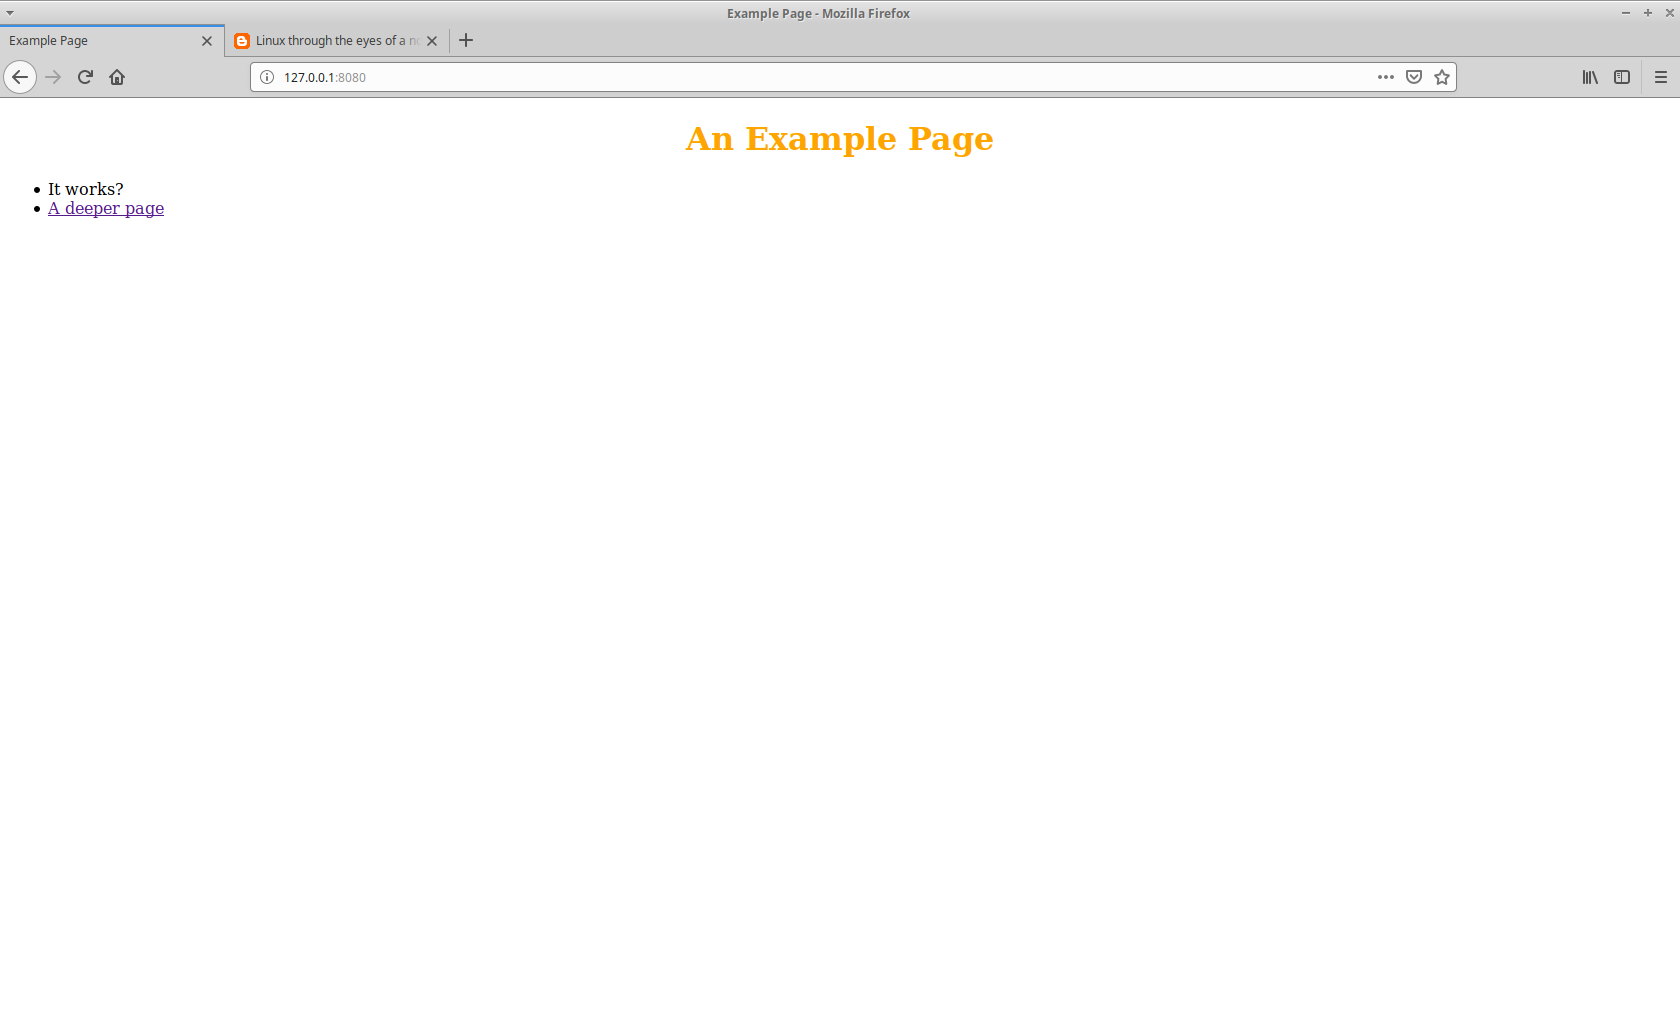 Example Page - Mozilla Firefox
Example Page
Linux through the eyes of a
127.0.0.1:8080
An Example Page
It works?
A deeper page